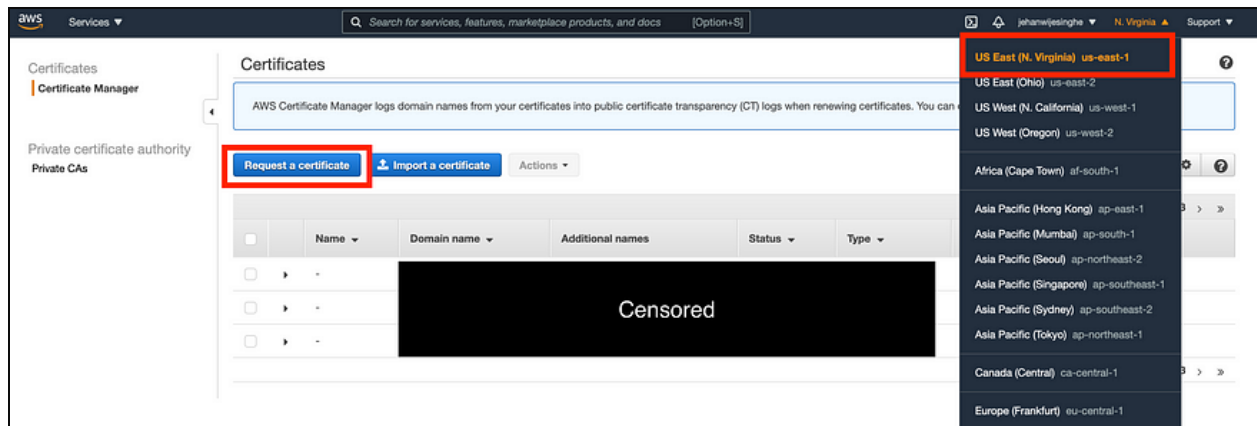 aws Services Search for services, features, marketplace products, and docs [Option+S] jehanwijesinghe N. Virginia Support
Certificates
Certificate Manager
Private certificate authority
Private CAs
Certificates
AWS Certificate Manager logs domain names from your certificates into public certificate transparency (CT) logs when renewing certificates. You can
Request a certificate Import a certificate Actions
Name Domain name Additional names Status Type
-
-
-
Censored
US East (N. Virginia) us-east-1
US East (Ohio) us-east-2
US West (N. California) us-west-1
US West (Oregon) us-west-2
Africa (Cape Town) af-south-1
Asia Pacific (Hong Kong) ap-east-1
Asia Pacific (Mumbai) ap-south-1
Asia Pacific (Seoul) ap-northeast-2
Asia Pacific (Singapore) ap-southeast-1
Asia Pacific (Sydney) ap-southeast-2
Asia Pacific (Tokyo) ap-northeast-1
Canada (Central) ca-central-1
Europe (Frankfurt) eu-central-1